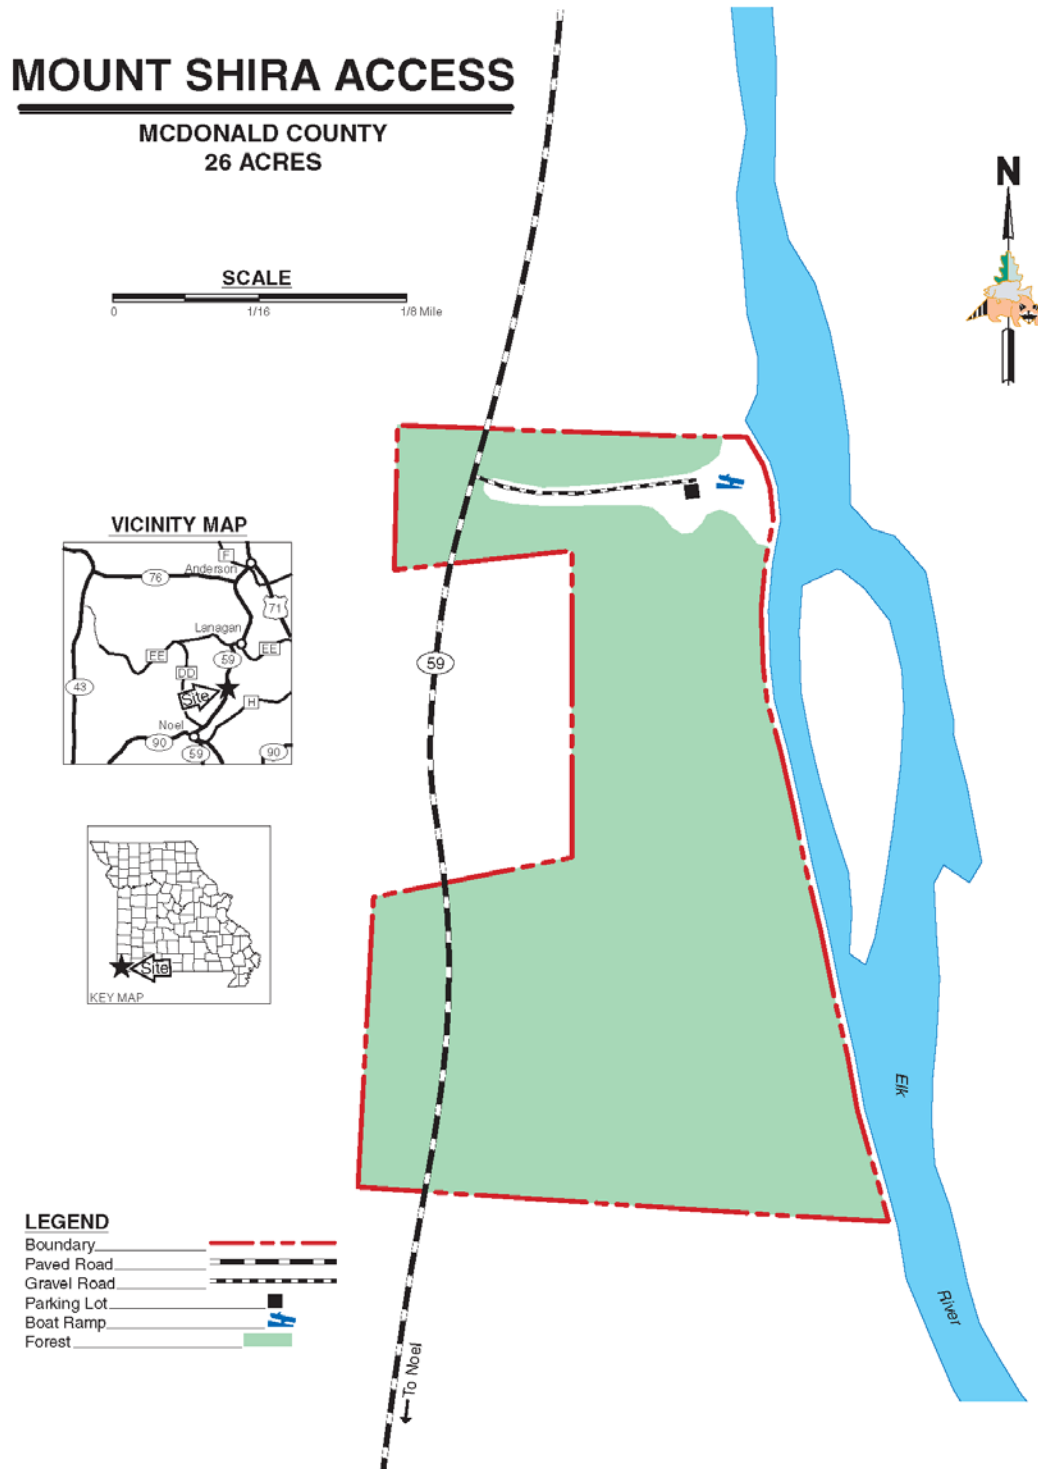 MOUNT SHIRA ACCESS
MCDONALD COUNTY
26 ACRES
N
SCALE
0 1/16 1/8 Mile
VICINITY MAP
F
Anderson
76
71
Lanagan
EE
59
EE
DD
43
Site
H
Noel
90
59
90
59
Site
KEY MAP
Elk
River
LEGEND
Boundary
Paved Road
Gravel Road
Parking Lot
Boat Ramp
Forest
To Noel